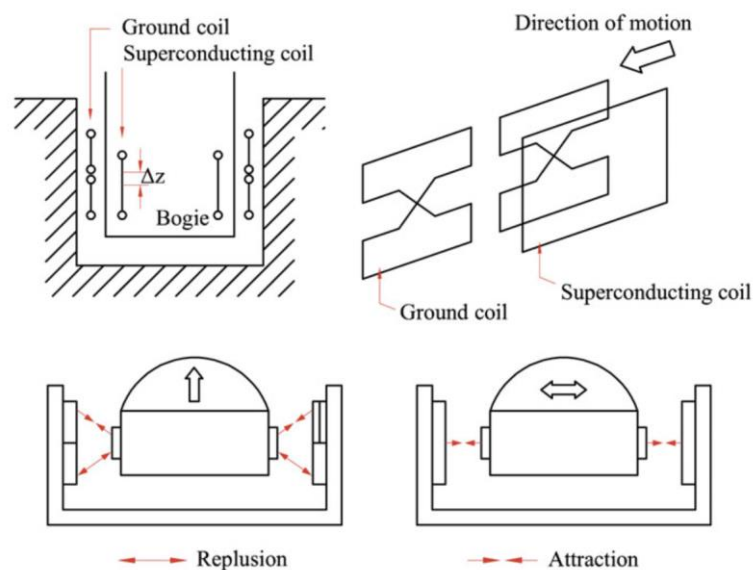 Ground coil
Superconducting coil
Δz
Bogie
Direction of motion
Ground coil
Superconducting coil
Replusion
Attraction